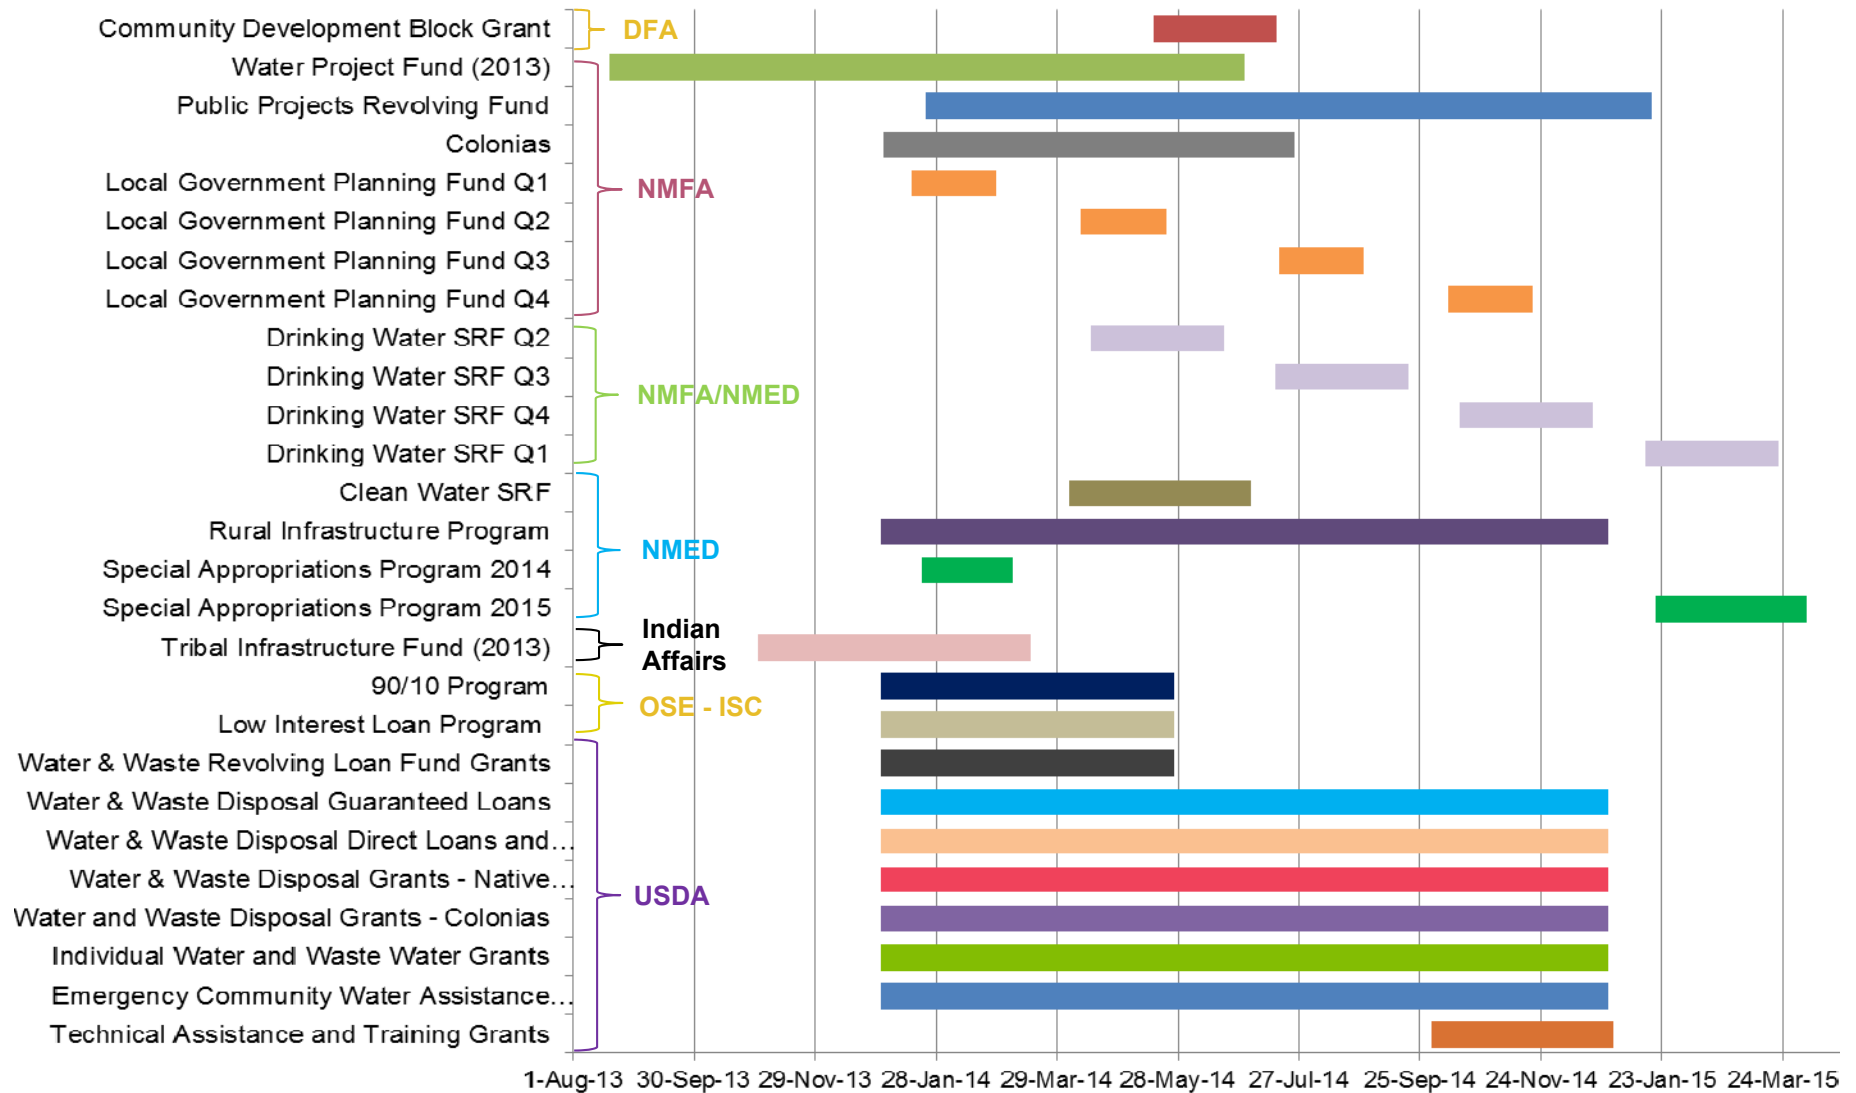 Community Development Block Grant
DFA
Water Project Fund (2013)
Public Projects Revolving Fund
Colonias
Local Government Planning Fund Q1
NMFA
Local Government Planning Fund Q2
Local Government Planning Fund Q3
Local Government Planning Fund Q4
Drinking Water SRF Q2
Drinking Water SRF Q3
NMFA/NMED
Drinking Water SRF Q4
Drinking Water SRF Q1
Clean Water SRF
Rural Infrastructure Program
NMED
Special Appropriations Program 2014
Special Appropriations Program 2015
Indian
Affairs
Tribal Infrastructure Fund (2013)
90/10 Program
OSE - ISC
Low Interest Loan Program
Water & Waste Revolving Loan Fund Grants
Water & Waste Disposal Guaranteed Loans
Water & Waste Disposal Direct Loans and...
Water & Waste Disposal Grants - Native...
USDA
Water and Waste Disposal Grants - Colonias
Individual Water and Waste Water Grants
Emergency Community Water Assistance...
Technical Assistance and Training Grants
1-Aug-13 30-Sep-13 29-Nov-13 28-Jan-14 29-Mar-14 28-May-14 27-Jul-14 25-Sep-14 24-Nov-14 23-Jan-15 24-Mar-15